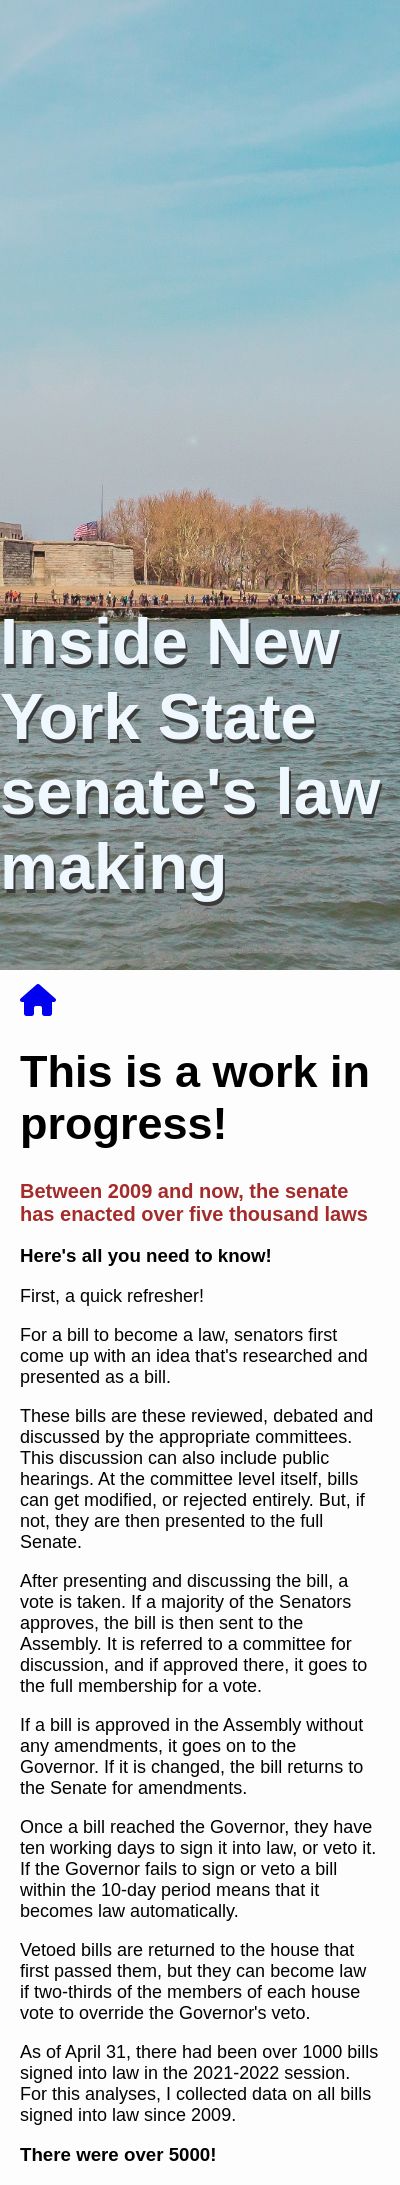 Inside New
York State
senate's law
making
This is a work in
progress!
Between 2009 and now, the senate
has enacted over five thousand laws
Here's all you need to know!
First, a quick refresher!
For a bill to become a law, senators first
come up with an idea that's researched and
presented as a bill.
These bills are these reviewed, debated and
discussed by the appropriate committees.
This discussion can also include public
hearings. At the committee level itself, bills
can get modified, or rejected entirely. But, if
not, they are then presented to the full
Senate.
After presenting and discussing the bill, a
vote is taken. If a majority of the Senators
approves, the bill is then sent to the
Assembly. It is referred to a committee for
discussion, and if approved there, it goes to
the full membership for a vote.
If a bill is approved in the Assembly without
any amendments, it goes on to the
Governor. If it is changed, the bill returns to
the Senate for amendments.
Once a bill reached the Governor, they have
ten working days to sign it into law, or veto it.
If the Governor fails to sign or veto a bill
within the 10-day period means that it
becomes law automatically.
Vetoed bills are returned to the house that
first passed them, but they can become law
if two-thirds of the members of each house
vote to override the Governor's veto.
As of April 31, there had been over 1000 bills
signed into law in the 2021-2022 session.
For this analyses, I collected data on all bills
signed into law since 2009.
There were over 5000!